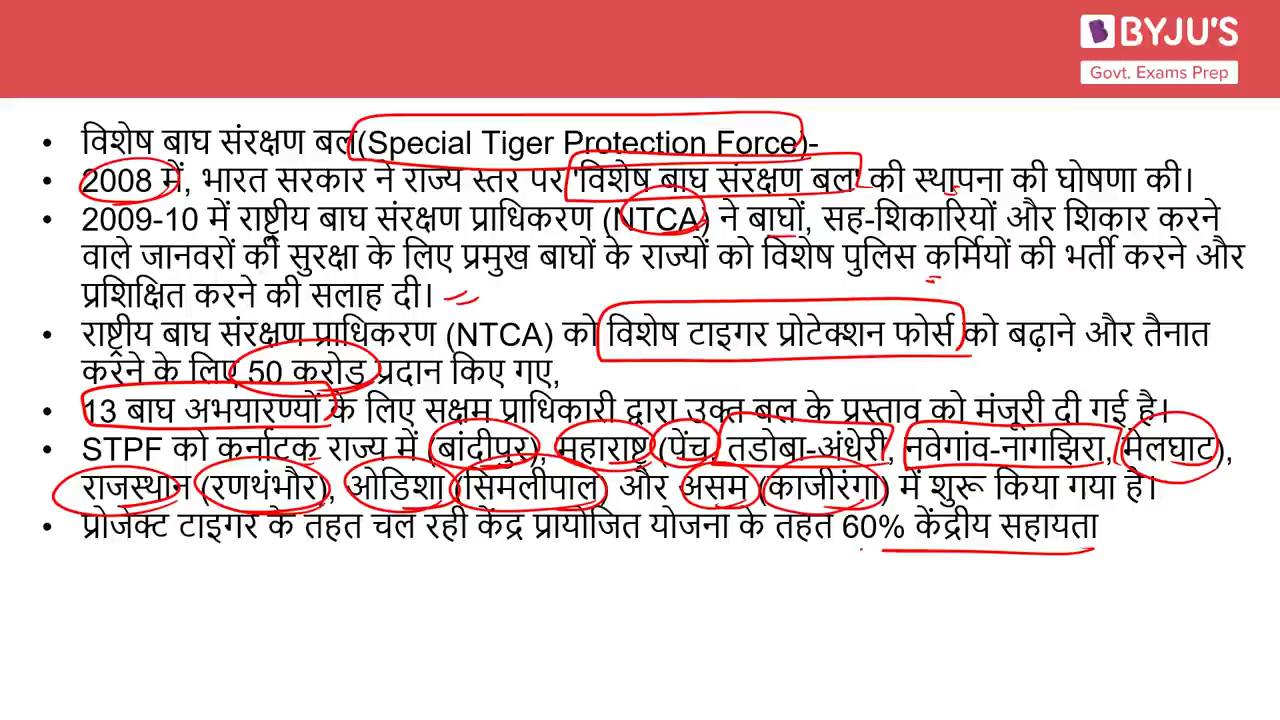 BYJU'S
Govt. Exams Prep
• विशेष बाघ संरक्षण बल(Special Tiger Protection Force)-
• 2008 में, भारत सरकार ने राज्य स्तर पर 'विशेष बाघ संरक्षण बल' की स्थापना की घोषणा की।
• 2009-10 में राष्ट्रीय बाघ संरक्षण प्राधिकरण (NTCA) ने बाघों, सह-शिकारियों और शिकार करने
वाले जानवरों की सुरक्षा के लिए प्रमुख बाघों के राज्यों को विशेष पुलिस कर्मियों की भर्ती करने और
प्रशिक्षित करने की सलाह दी।
• राष्ट्रीय बाघ संरक्षण प्राधिकरण (NTCA) को विशेष टाइगर प्रोटेक्शन फोर्स को बढ़ाने और तैनात
करने के लिए 50 करोड़ प्रदान किए गए,
• 13 बाघ अभयारण्यों के लिए सक्षम प्राधिकारी द्वारा उक्त बल के प्रस्ताव को मंजूरी दी गई है।
• STPF को कर्नाटक राज्य में (बांदीपुर), महाराष्ट्र (पेंच, तडोबा-अंधेरी, नवेगांव-नागझिरा, मेलघाट),
राजस्थान (रणथंभौर), ओडिशा (सिमलीपाल) और असम (काजीरंगा) में शुरू किया गया है।
• प्रोजेक्ट टाइगर के तहत चल रही केंद्र प्रायोजित योजना के तहत 60% केंद्रीय सहायता